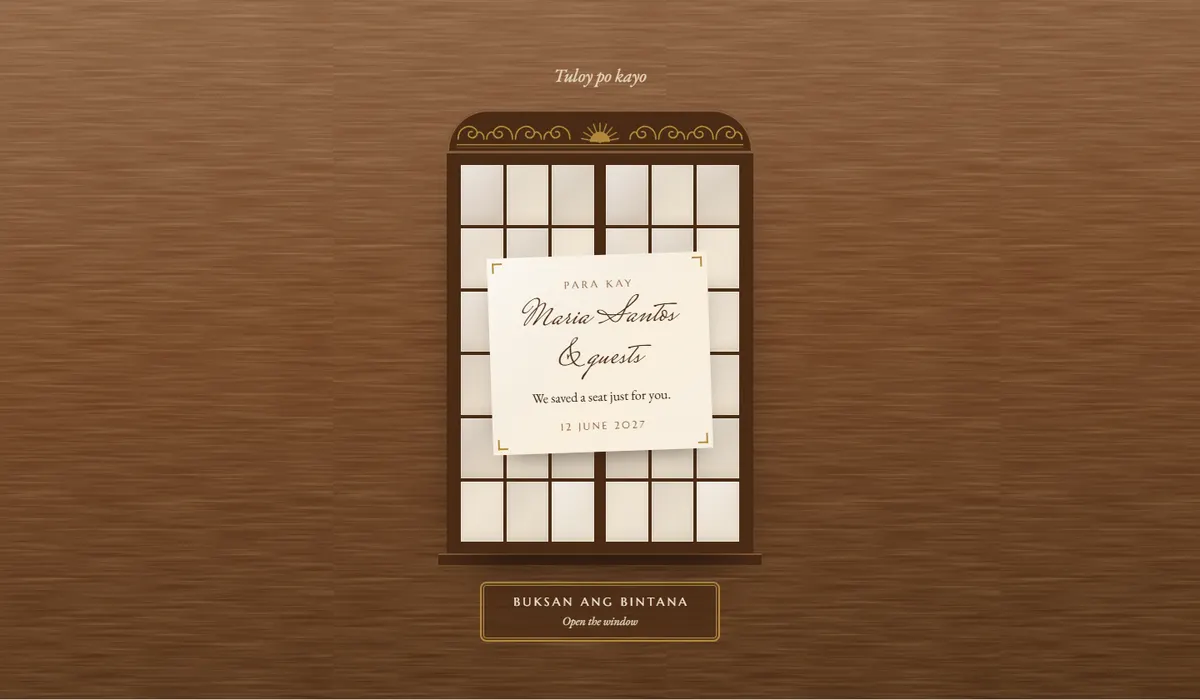 Tuloy po kayo
PARA KAY
Maria Santos
& guests
We saved a seat just for you.
12 JUNE 2027
BUKSAN ANG BINTANA
Open the window